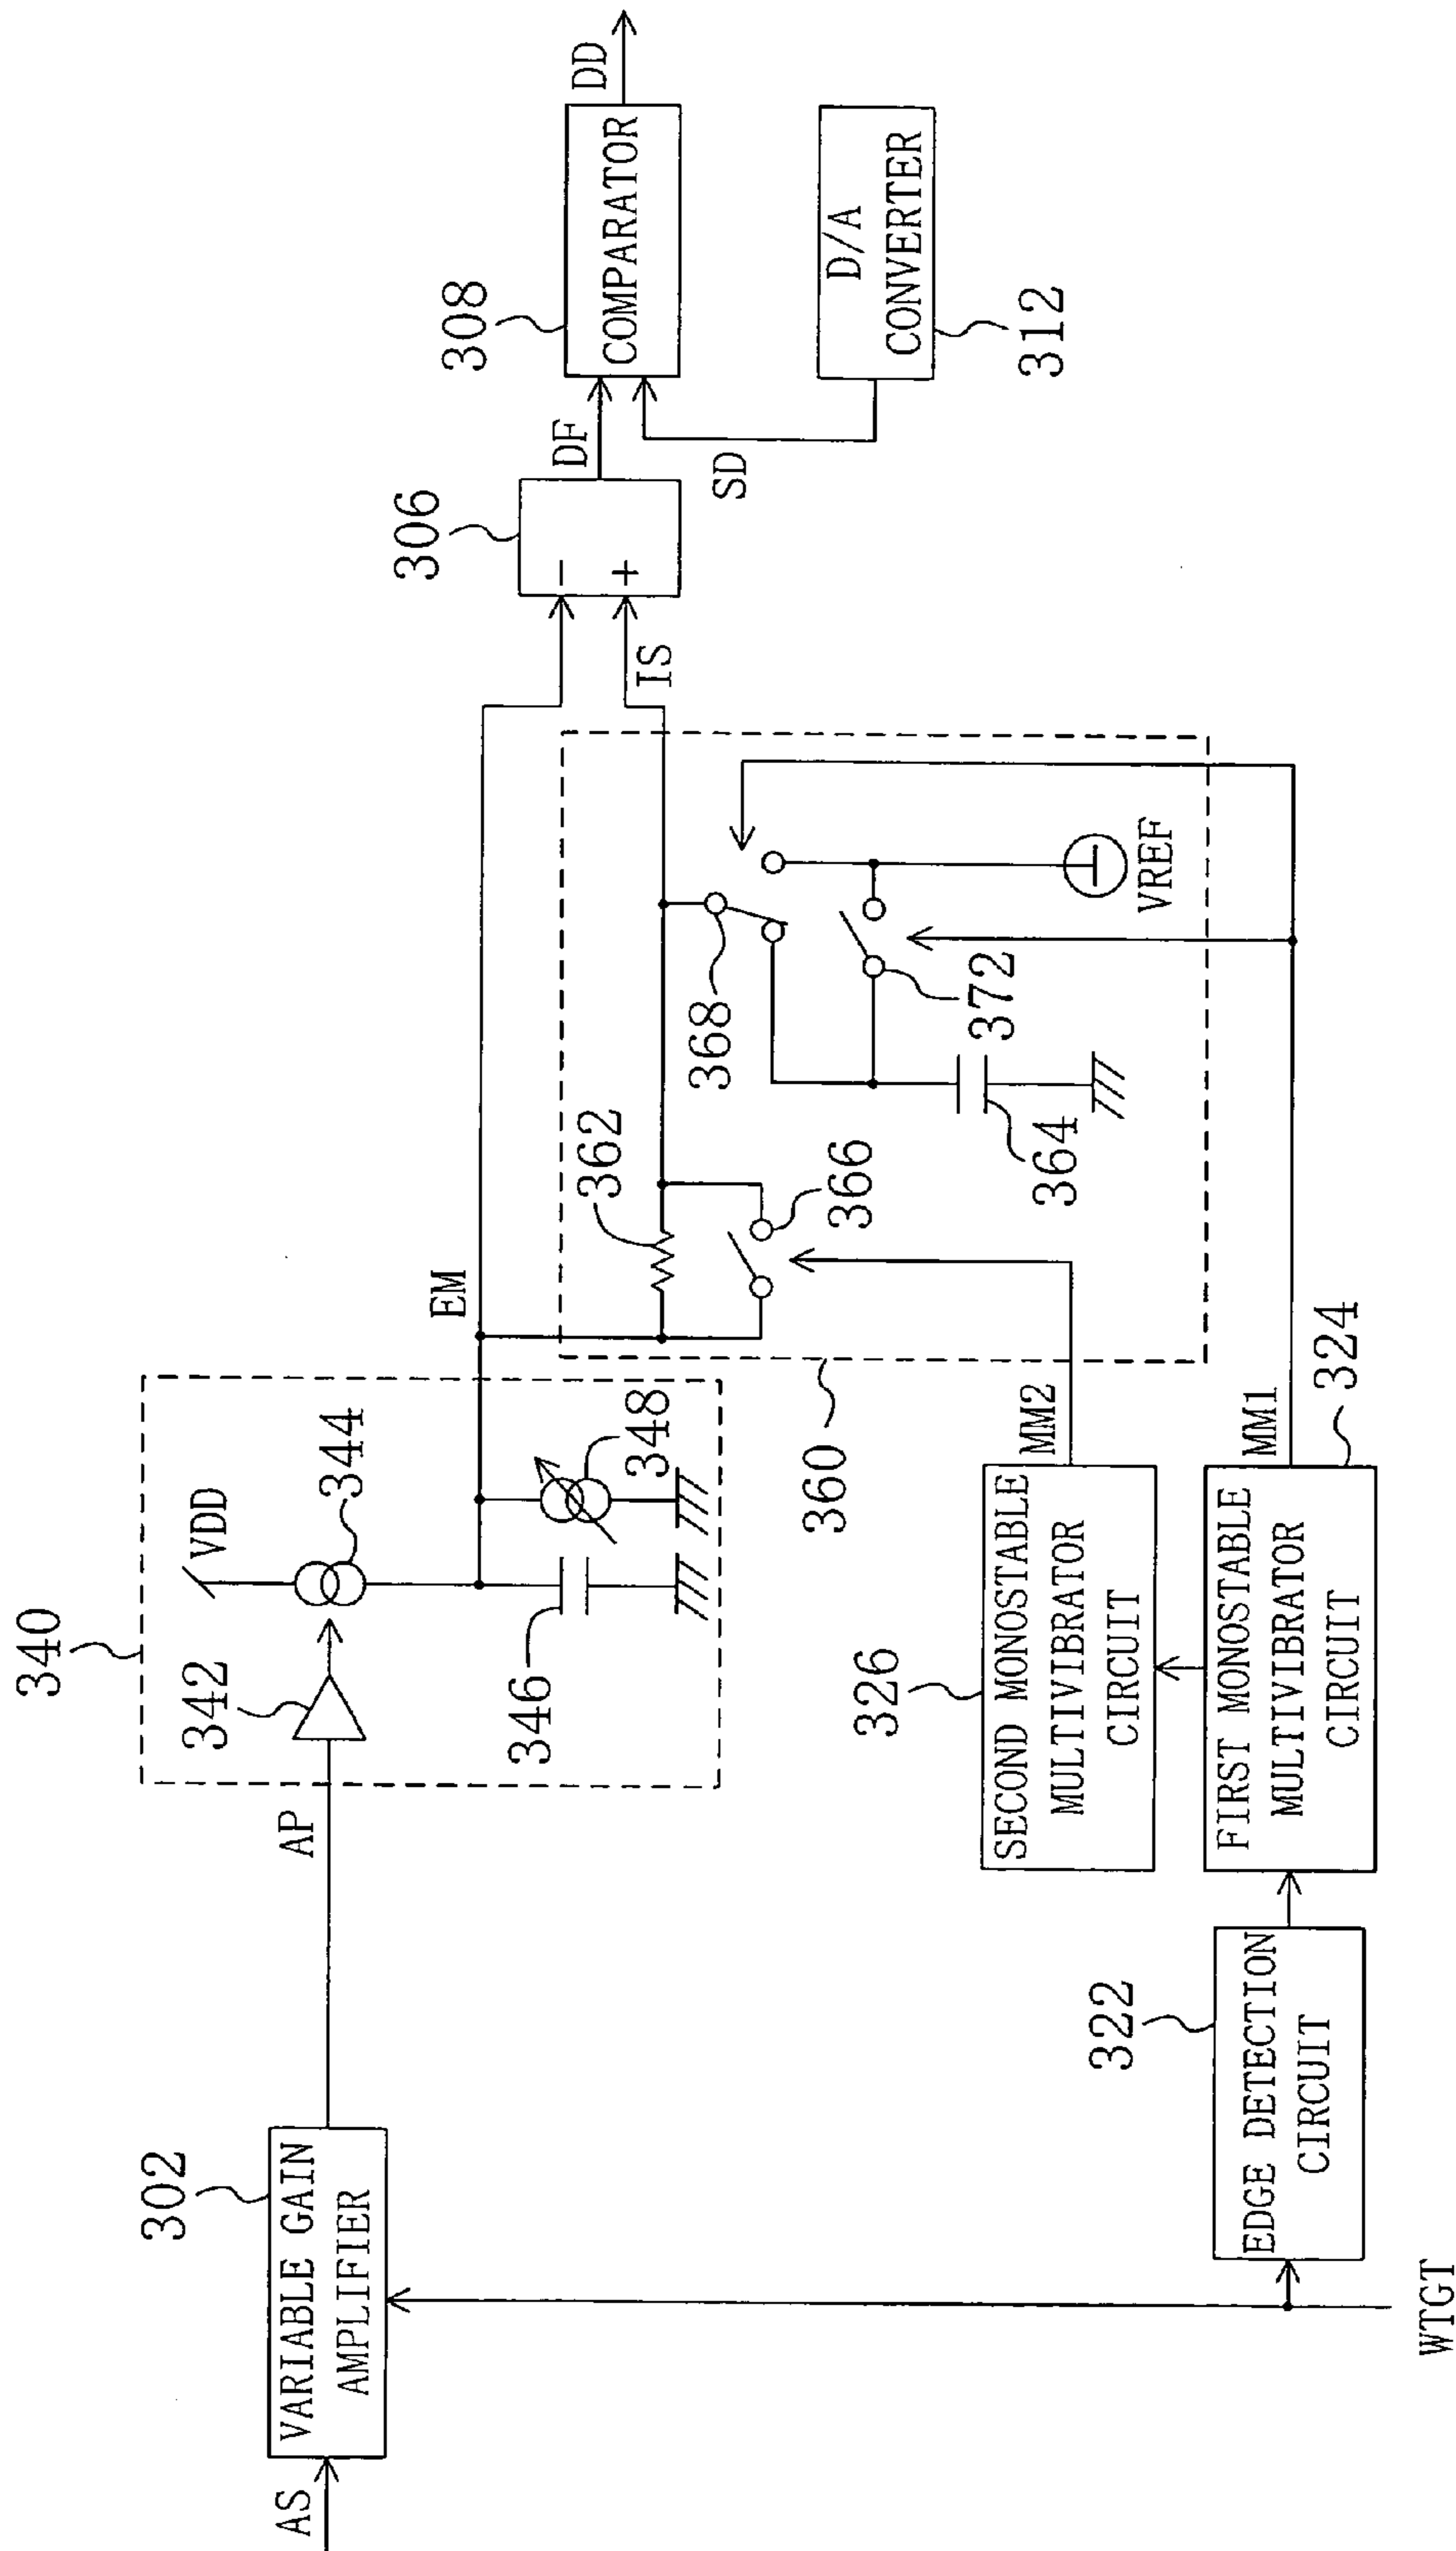 340
VDD
344
342
AP
346
348
EM
302
VARIABLE GAIN
AMPLIFIER
AS
306
DF
308
COMPARATOR
DD
IS
SD
D/A
CONVERTER
312
362
366
368
372
364
VREF
360
MM2
326
SECOND MONOSTABLE
MULTIVIBRATOR
CIRCUIT
MM1
324
FIRST MONOSTABLE
MULTIVIBRATOR
CIRCUIT
322
EDGE DETECTION
CIRCUIT
WTGT
−
+